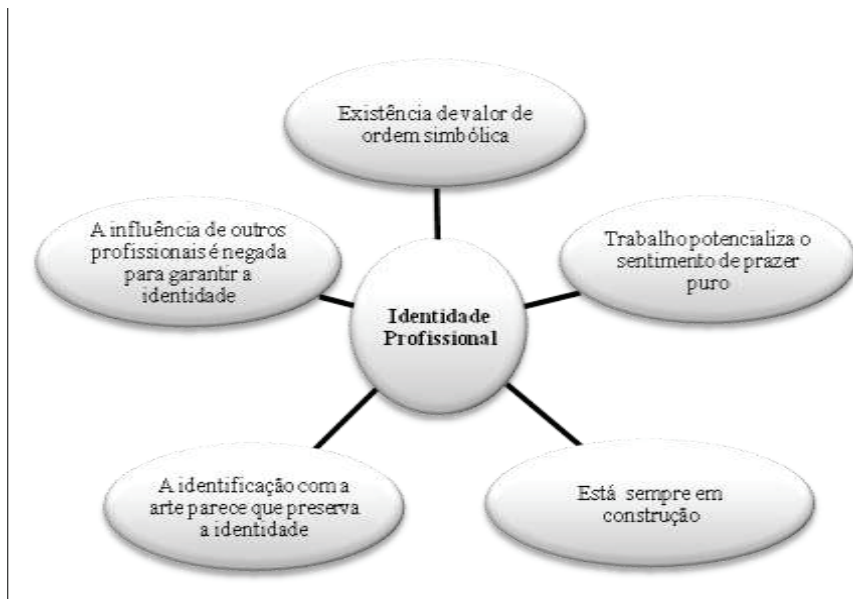 Existência de valor de
ordem simbólica
A influência de outros
profissionais é negada
para garantir a
identidade
Trabalho potencializa o
sentimento de prazer
puro
Identidade
Profissional
A identificação com a
arte parece que preserva
a identidade
Está sempre em
construção